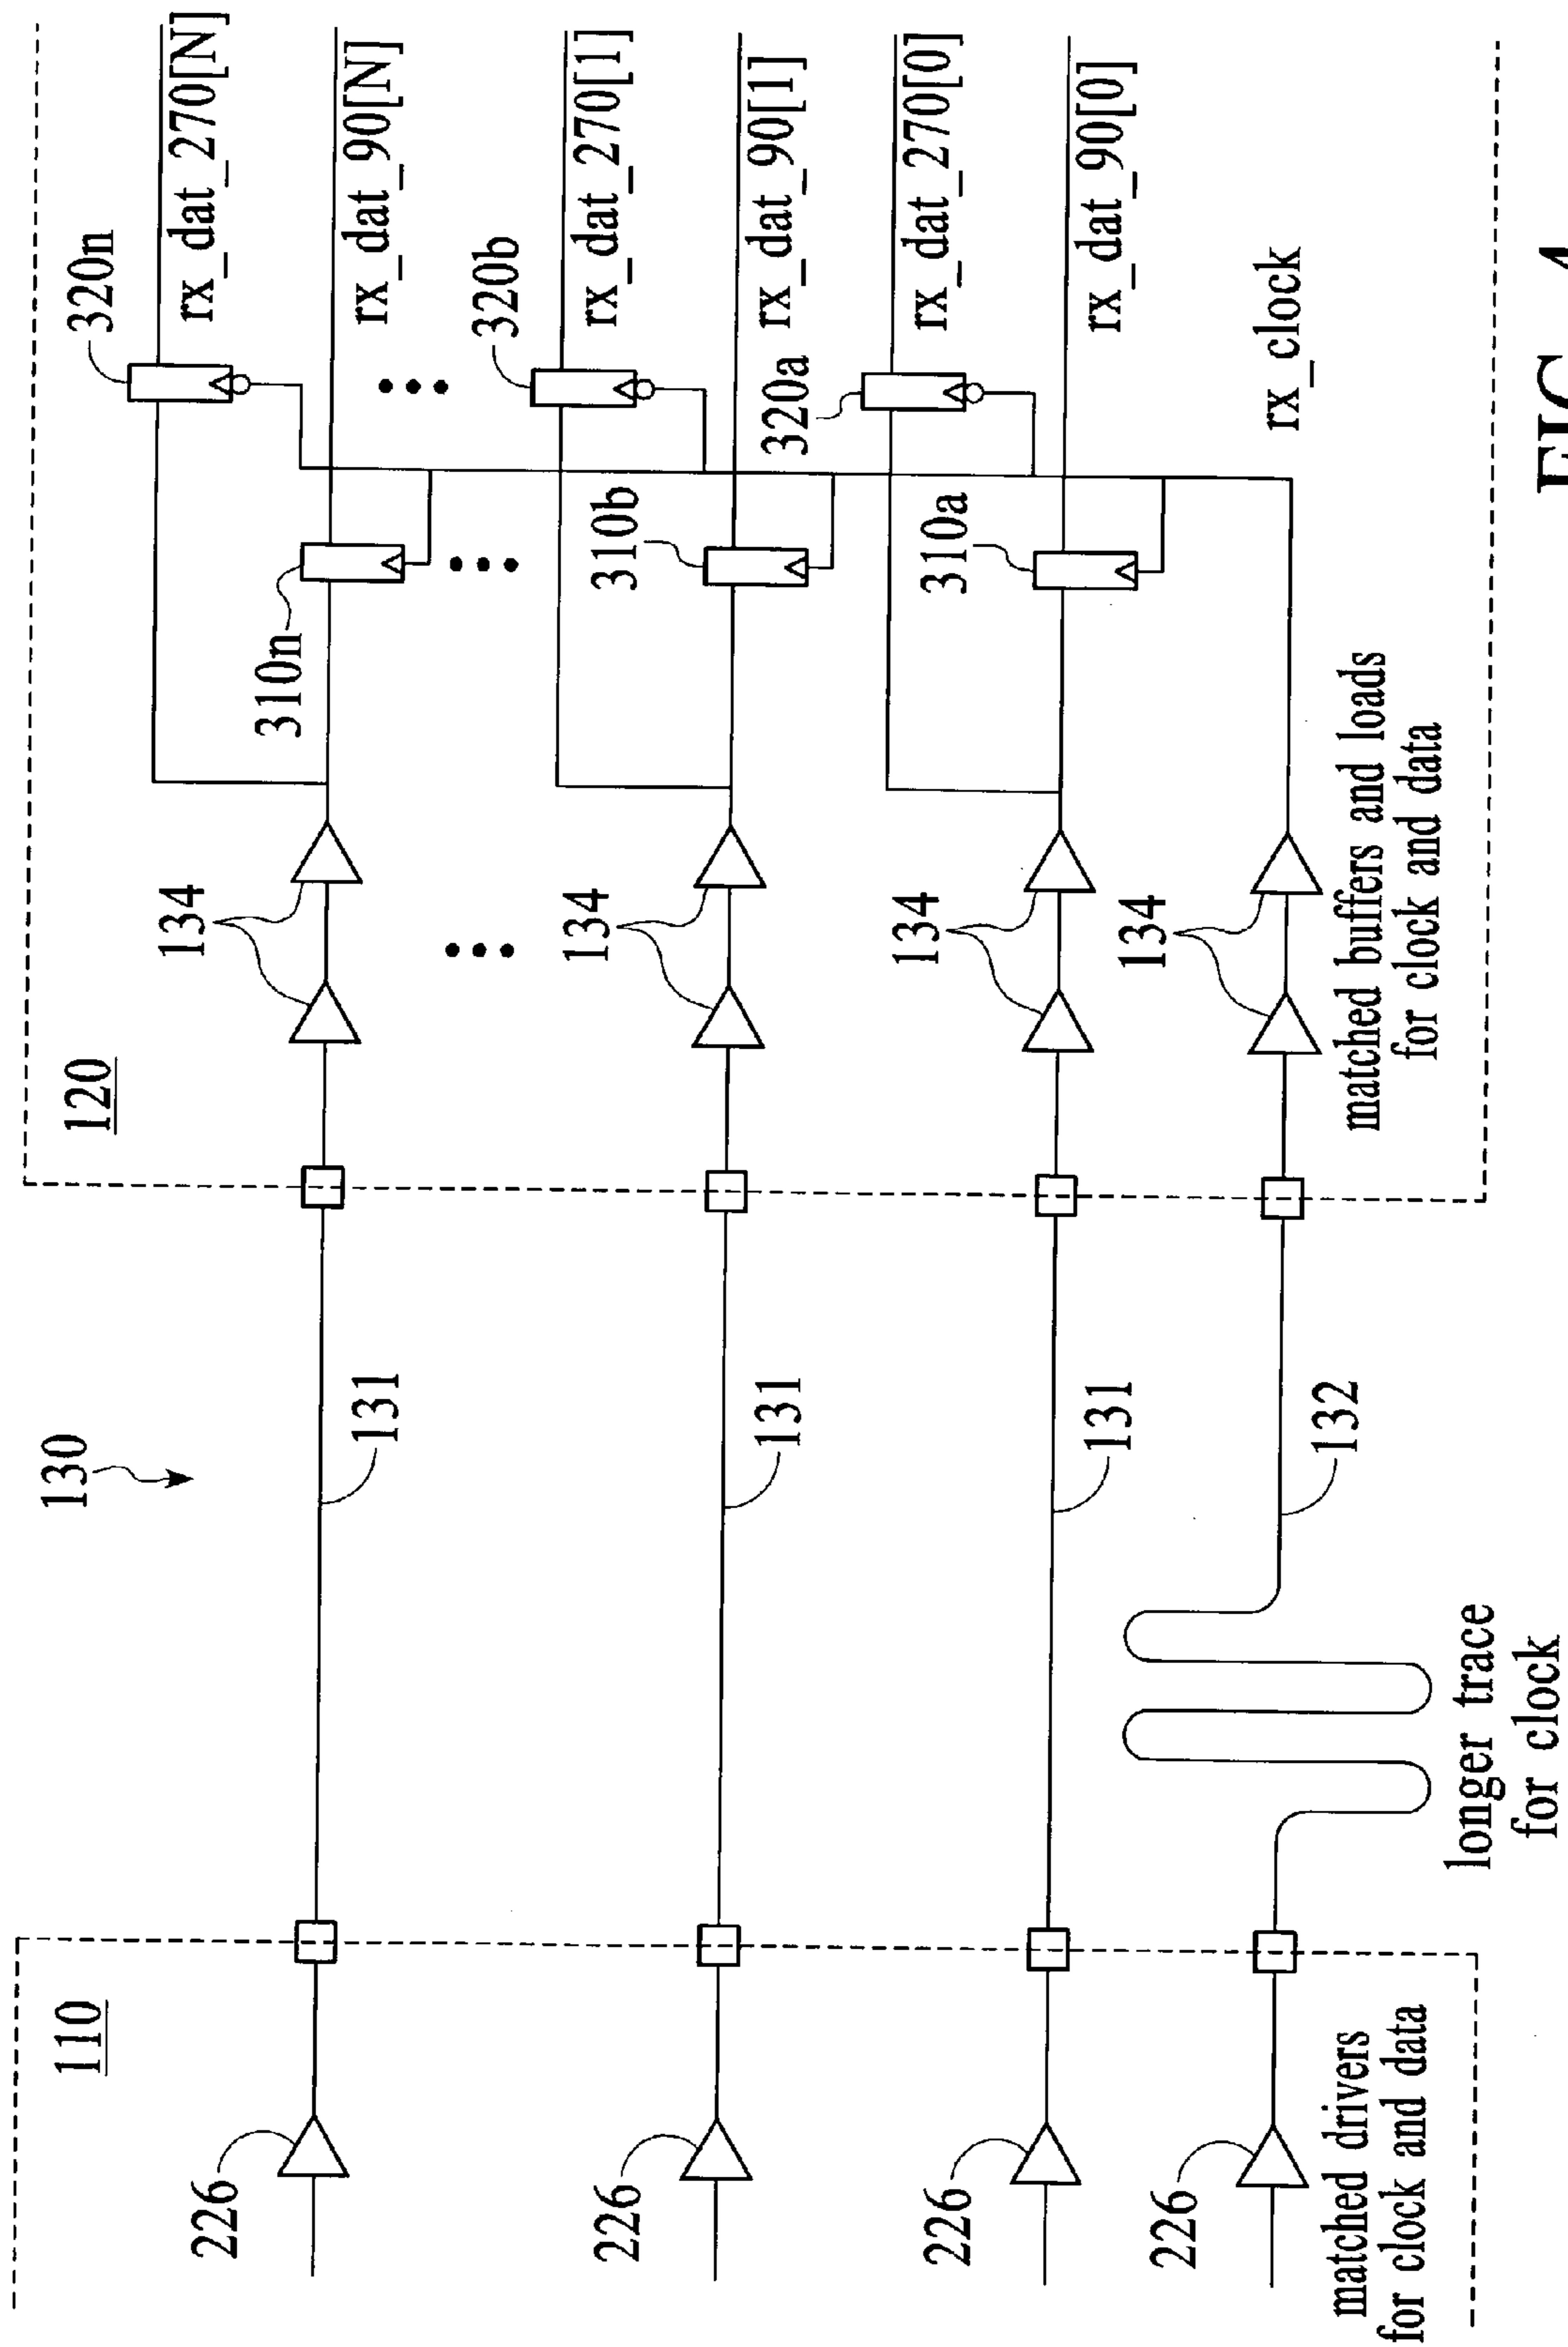 110
130
120
226
131
134
310n
320n
rx_dat_270[N]
rx_dat_90[N]
226
131
134
310b
320b
rx_dat_270[1]
rx_dat_90[1]
226
131
134
310a
320a
rx_dat_270[0]
rx_dat_90[0]
226
132
134
rx_clock
matched drivers
for clock and data
longer trace
for clock
matched buffers and loads
for clock and data